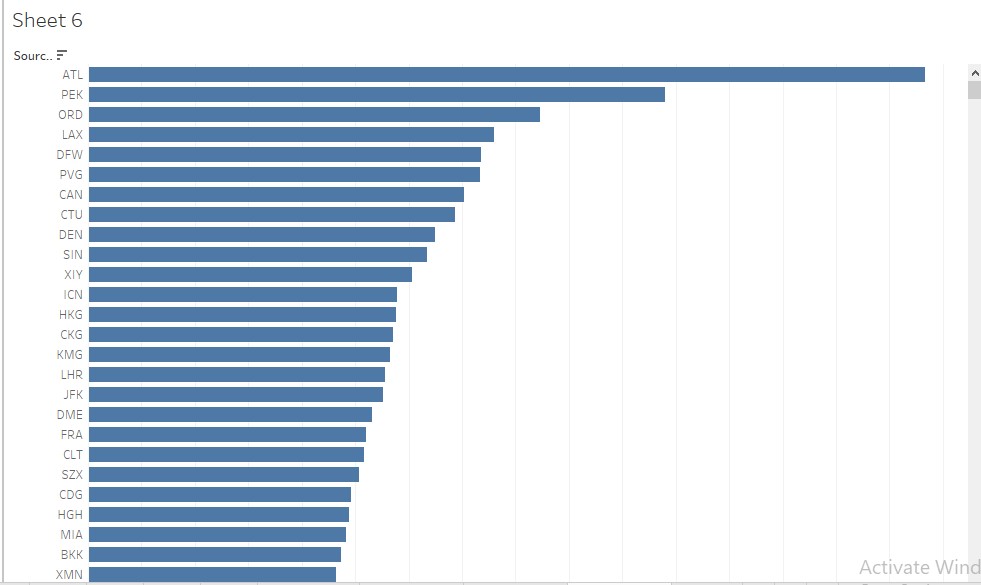 Sheet 6
Sourc..
ATL
PEK
ORD
LAX
DFW
PVG
CAN
CTU
DEN
SIN
XIY
ICN
HKG
CKG
KMG
LHR
JFK
DME
FRA
CLT
SZX
CDG
HGH
MIA
BKK
XMN
Activate Wind